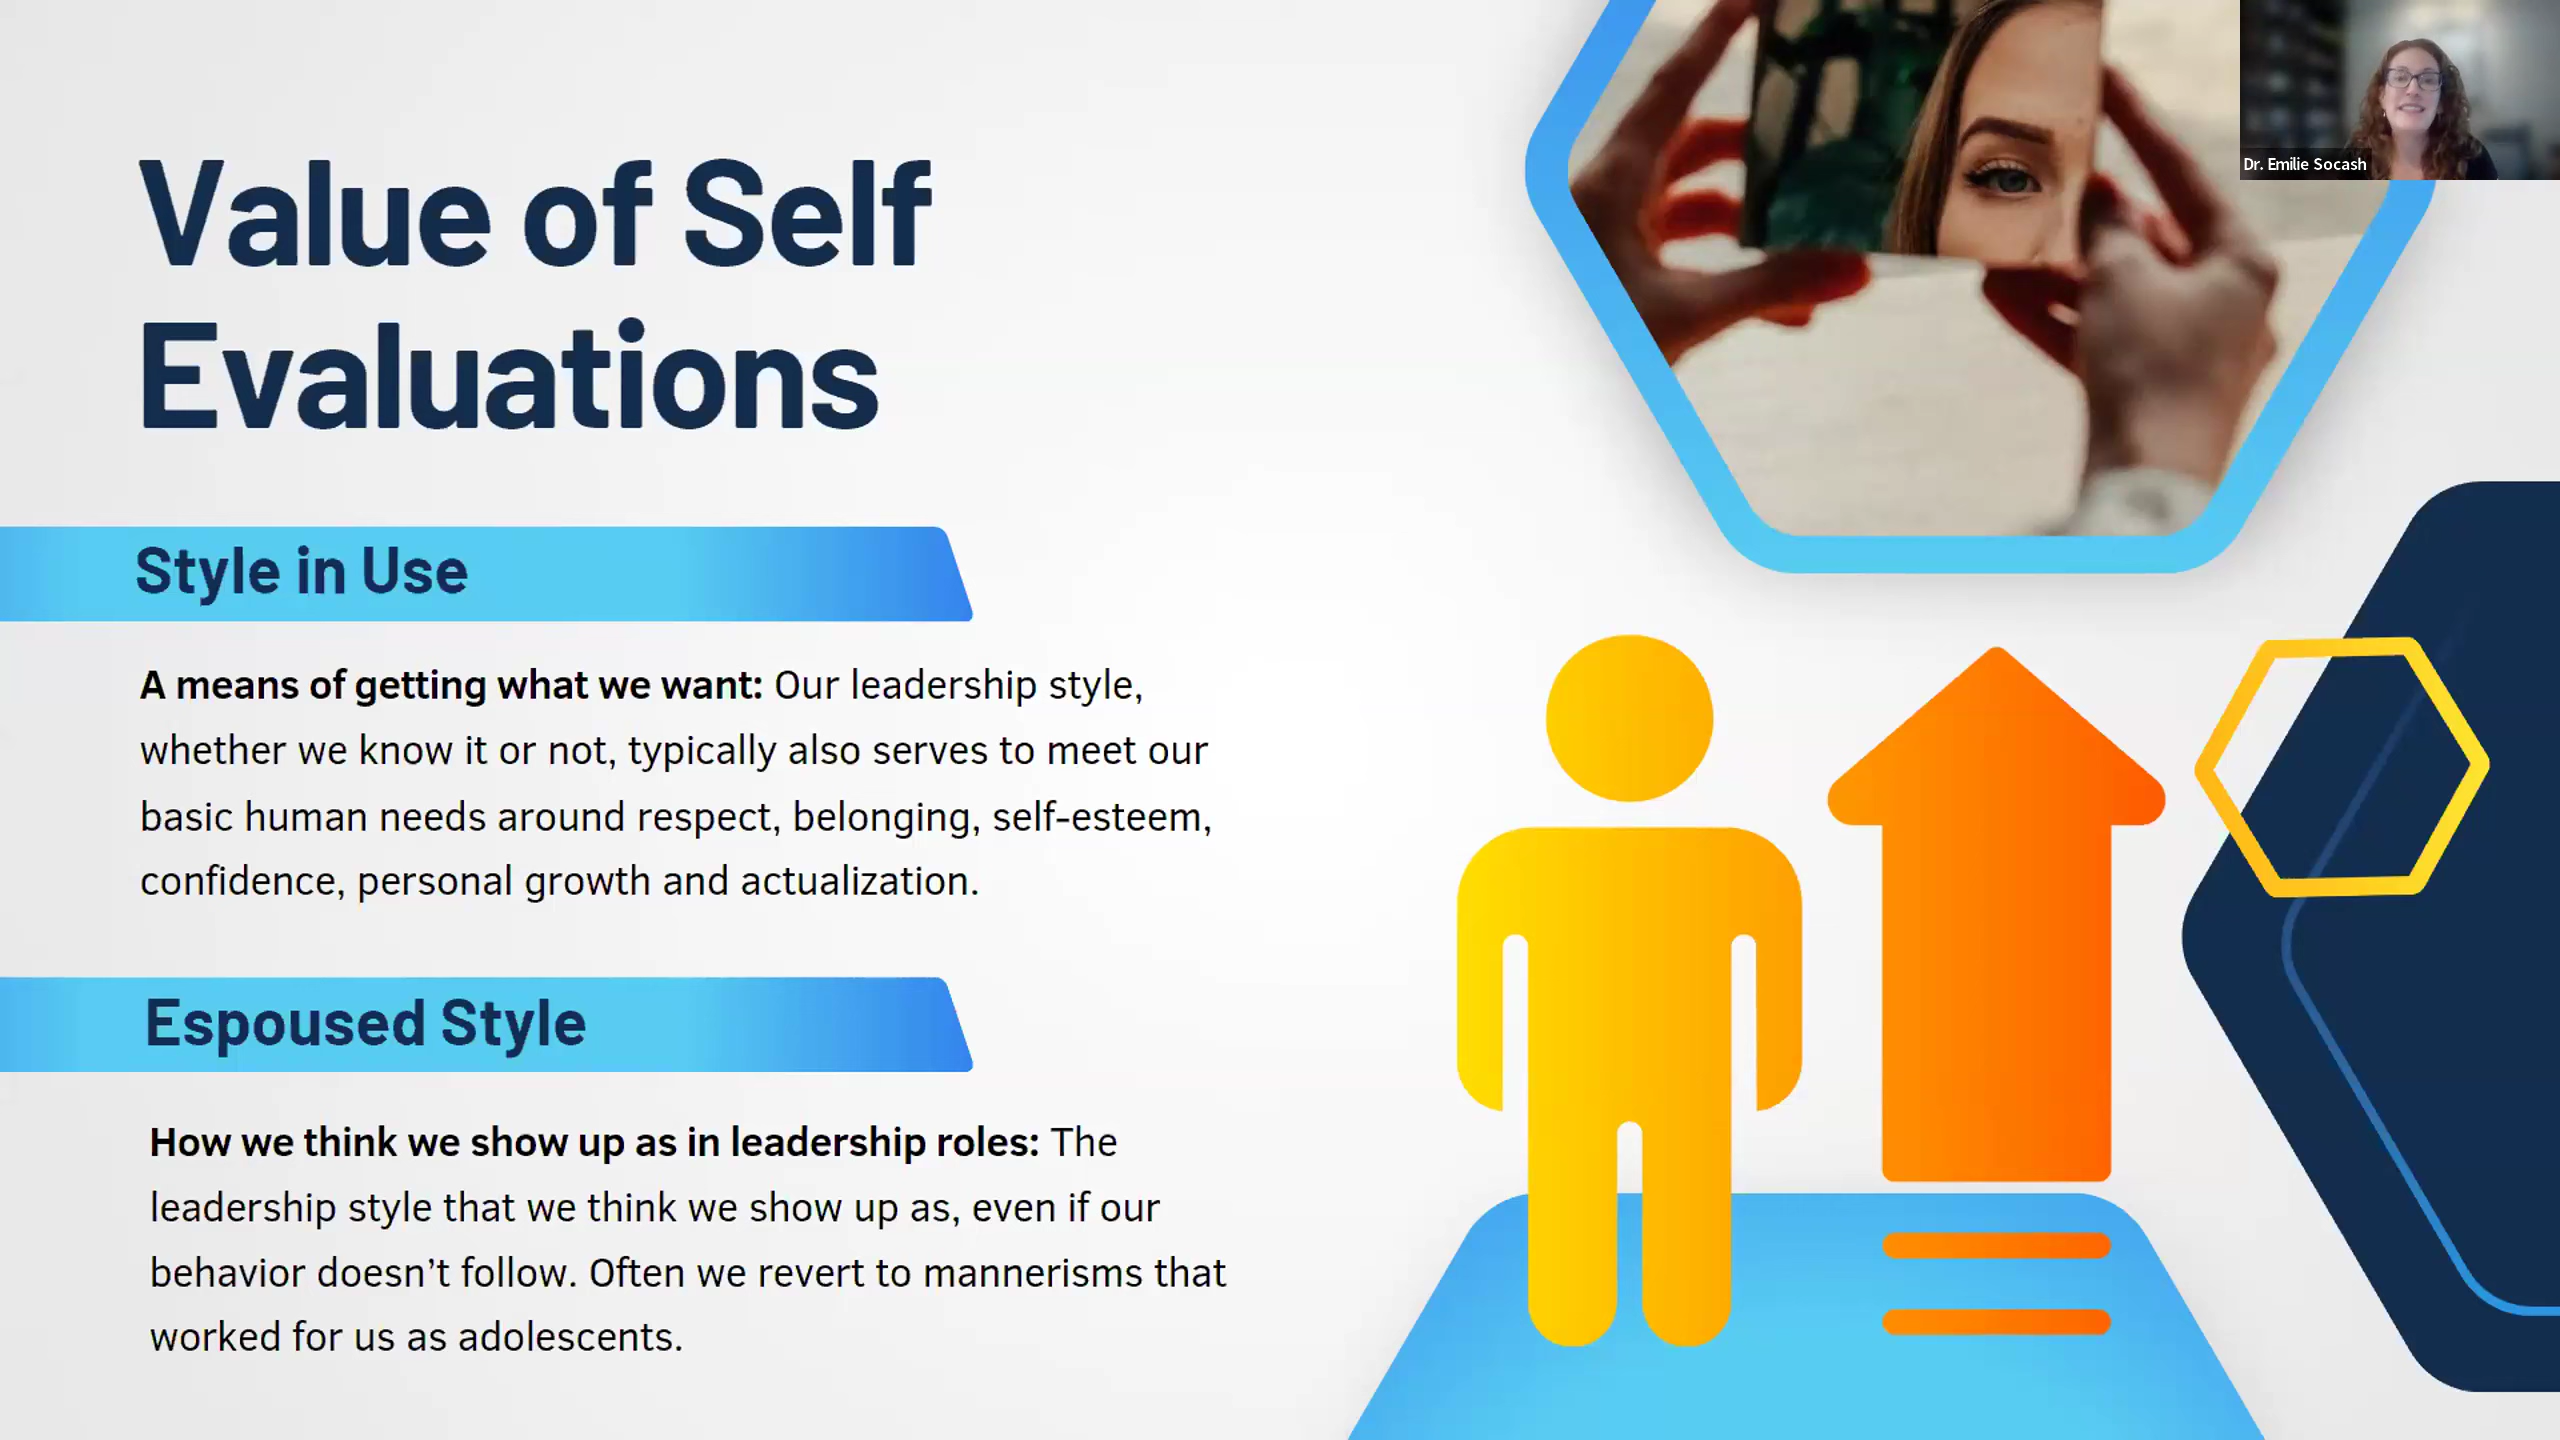 Value of Self
Evaluations
Dr. Emilie Socash
Style in Use
A means of getting what we want: Our leadership style,
whether we know it or not, typically also serves to meet our
basic human needs around respect, belonging, self-esteem,
confidence, personal growth and actualization.
Espoused Style
How we think we show up as in leadership roles: The
leadership style that we think we show up as, even if our
behavior doesn’t follow. Often we revert to mannerisms that
worked for us as adolescents.